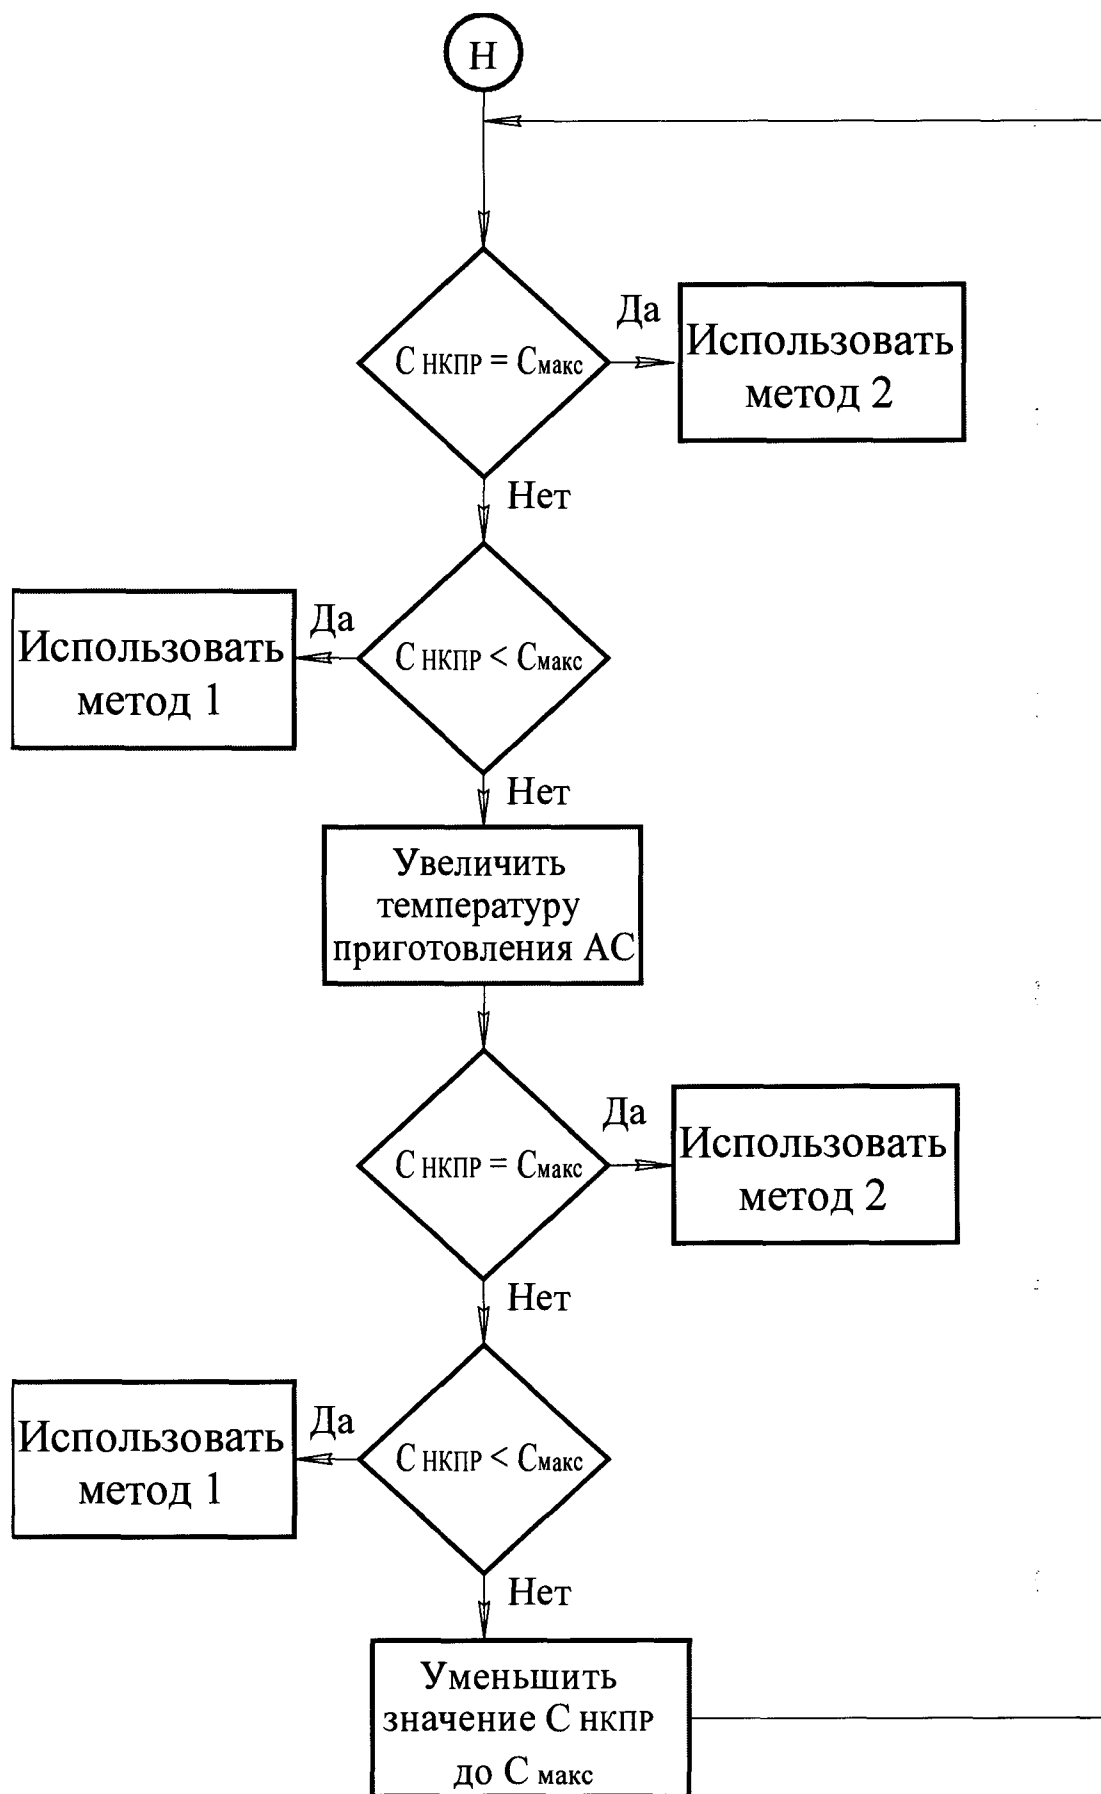 Н
Да
Использовать
метод 2
С НКПР = Смакс
Нет
Да
Использовать
метод 1
С НКПР < Смакс
Нет
Увеличить
температуру
приготовления АС
Да
Использовать
метод 2
С НКПР = Смакс
Нет
Да
Использовать
метод 1
С НКПР < Смакс
Нет
Уменьшить
значение С НКПР
до С макс